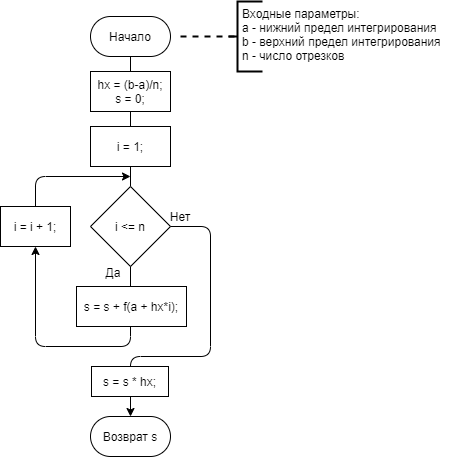 Начало
Входные параметры:
a - нижний предел интегрирования
b - верхний предел интегрирования
n - число отрезков
hx = (b-a)/n;
s = 0;
i = 1;
i = i + 1;
i <= n
Нет
Да
s = s + f(a + hx*i);
s = s * hx;
Возврат s